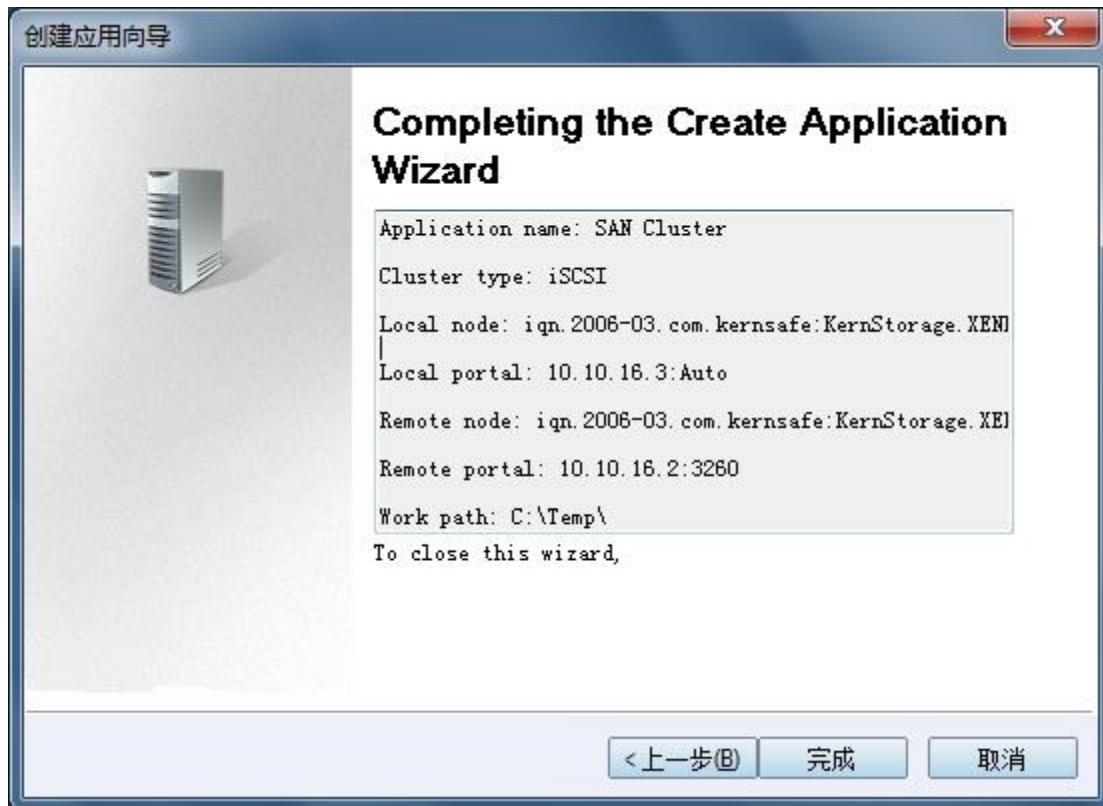 创建应用向导
Completing the Create Application
Wizard
Application name: SAN Cluster
Cluster type: iSCSI
Local node: iqn.2006-03.com.kernsafe:KernStorage.XEN
Local portal: 10.10.16.3:Auto
Remote node: iqn.2006-03.com.kernsafe:KernStorage.XE
Remote portal: 10.10.16.2:3260
Work path: C:\Temp\
To close this wizard,
<上一步(B)
完成
取消